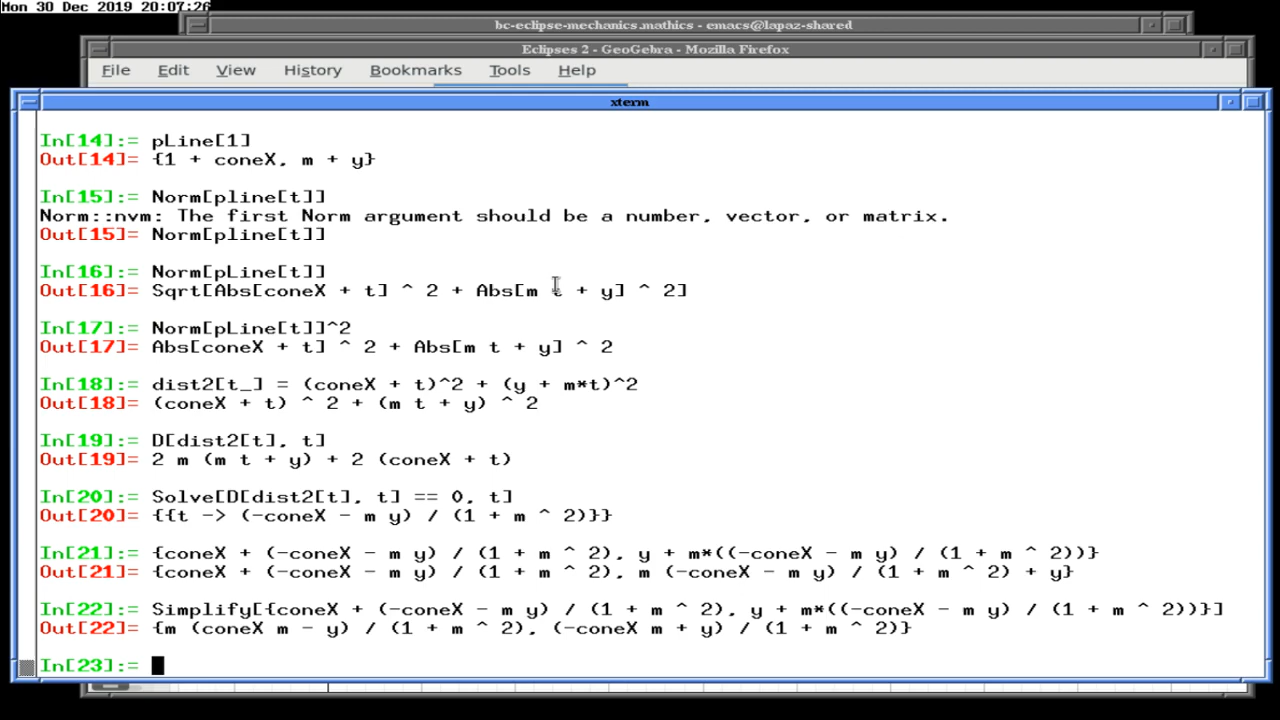 Mon 30 Dec 2019 20:07:26
bc-eclipse-mechanics.mathics - emacs@lapaz-shared
Eclipses 2 - GeoGebra - Mozilla Firefox
File Edit View History Bookmarks Tools Help
xterm
In[14]:= pLine[1]
Out[14]= {1 + coneX, m + y}
In[15]:= Norm[pline[t]]
Norm::nvm: The first Norm argument should be a number, vector, or matrix.
Out[15]= Norm[pline[t]]
In[16]:= Norm[pLine[t]]
Out[16]= Sqrt[Abs[coneX + t] ^ 2 + Abs[m t + y] ^ 2]
In[17]:= Norm[pLine[t]]^2
Out[17]= Abs[coneX + t] ^ 2 + Abs[m t + y] ^ 2
In[18]:= dist2[t_] = (coneX + t)^2 + (y + m*t)^2
Out[18]= (coneX + t) ^ 2 + (m t + y) ^ 2
In[19]:= D[dist2[t], t]
Out[19]= 2 m (m t + y) + 2 (coneX + t)
In[20]:= Solve[D[dist2[t], t] == 0, t]
Out[20]= {{t -> (-coneX - m y) / (1 + m ^ 2)}}
In[21]:= {coneX + (-coneX - m y) / (1 + m ^ 2), y + m*((-coneX - m y) / (1 + m ^ 2))}
Out[21]= {coneX + (-coneX - m y) / (1 + m ^ 2), m (-coneX - m y) / (1 + m ^ 2) + y}
In[22]:= Simplify[{coneX + (-coneX - m y) / (1 + m ^ 2), y + m*((-coneX - m y) / (1 + m ^ 2))}]
Out[22]= {m (coneX m - y) / (1 + m ^ 2), (-coneX m + y) / (1 + m ^ 2)}
In[23]:=